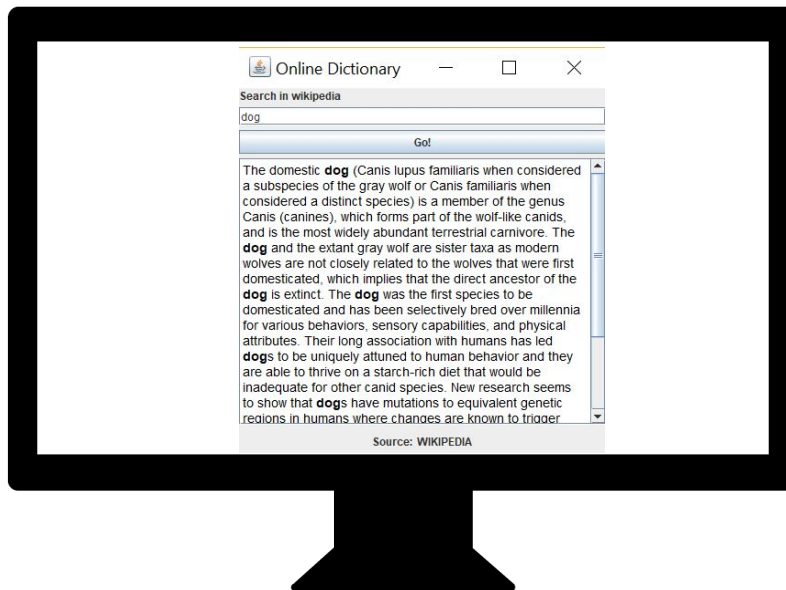 Online Dictionary
Search in wikipedia
dog
Go!
The domestic dog (Canis lupus familiaris when considered
a subspecies of the gray wolf or Canis familiaris when
considered a distinct species) is a member of the genus
Canis (canines), which forms part of the wolf-like canids,
and is the most widely abundant terrestrial carnivore. The
dog and the extant gray wolf are sister taxa as modern
wolves are not closely related to the wolves that were first
domesticated, which implies that the direct ancestor of the
dog is extinct. The dog was the first species to be
domesticated and has been selectively bred over millennia
for various behaviors, sensory capabilities, and physical
attributes. Their long association with humans has led
dogs to be uniquely attuned to human behavior and they
are able to thrive on a starch-rich diet that would be
inadequate for other canid species. New research seems
to show that dogs have mutations to equivalent genetic
regions in humans where changes are known to trigger
Source: WIKIPEDIA